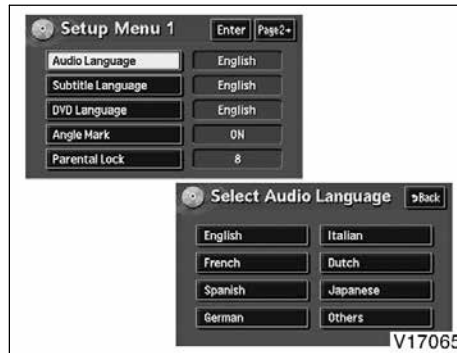 Setup Menu 1 Enter Page2→
Audio Language English
Subtitle Language English
DVD Language English
Angle Mark ON
Parental Lock 8
Select Audio Language Back
English Italian
French Dutch
Spanish Japanese
German Others
V17065